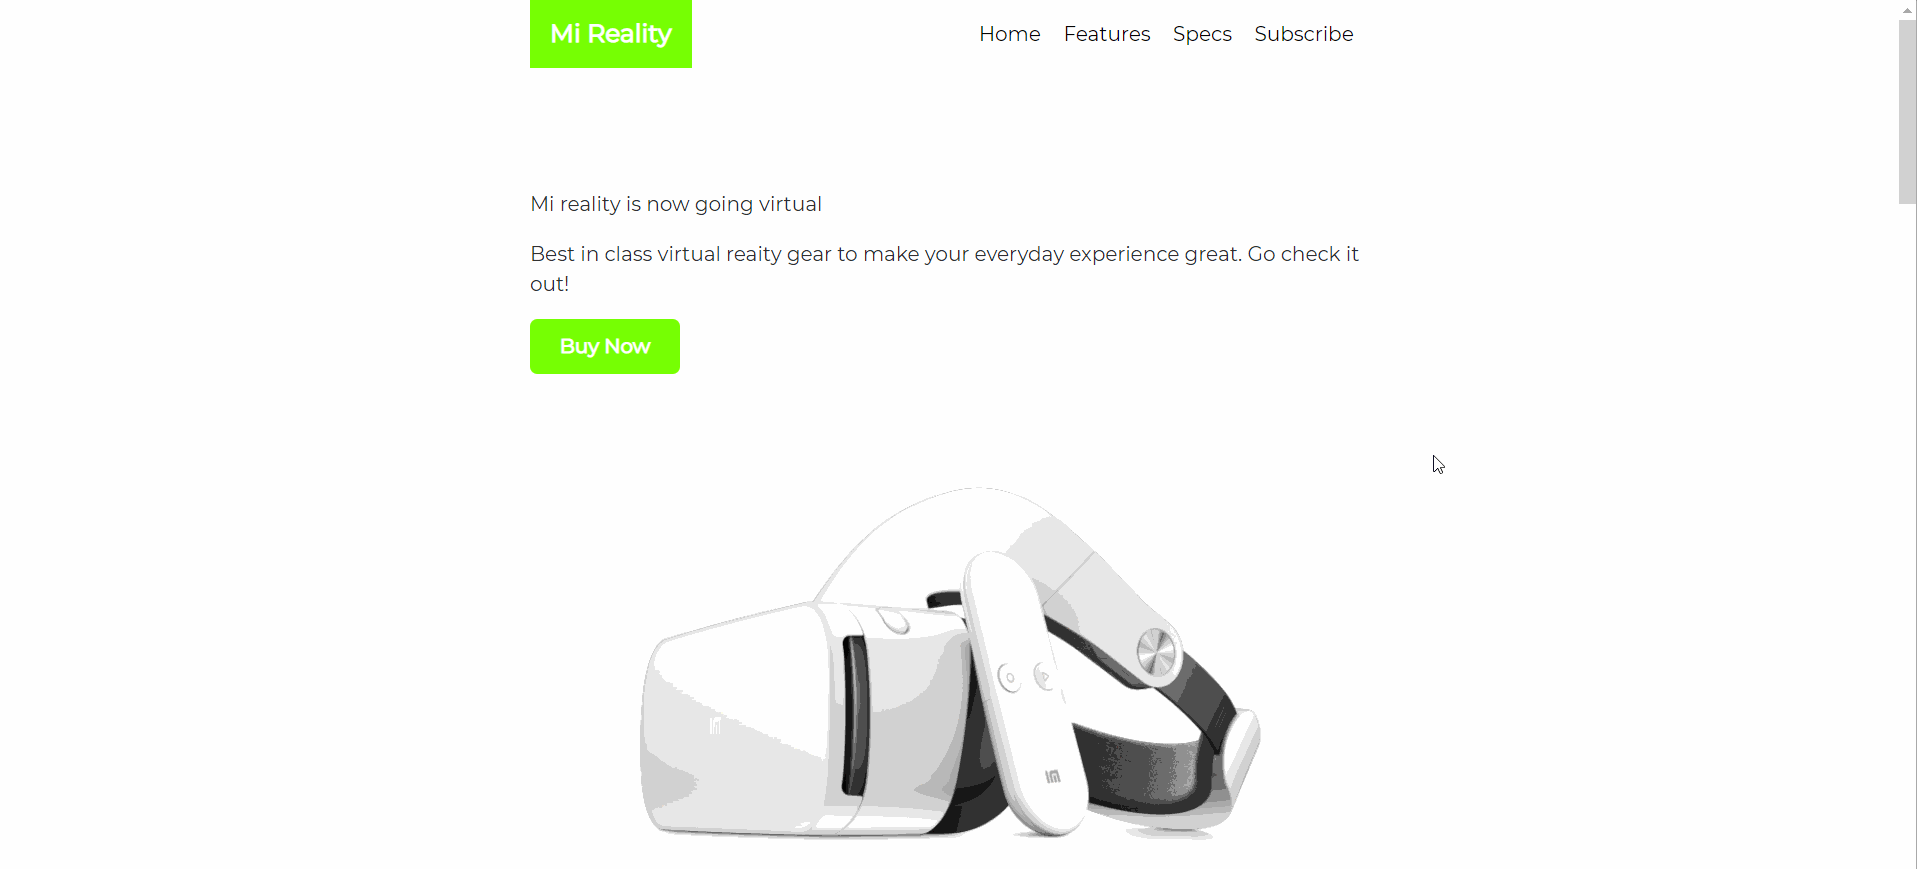 Mi Reality
Home Features Specs Subscribe
Mi reality is now going virtual
Best in class virtual reaity gear to make your everyday experience great. Go check it
out!
Buy Now